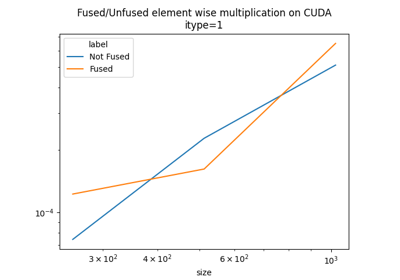 Fused/Unfused element wise multiplication on CUDA
itype=1
label
Not Fused
Fused
10⁻⁴
3 × 10² 4 × 10² 6 × 10² 10³
size